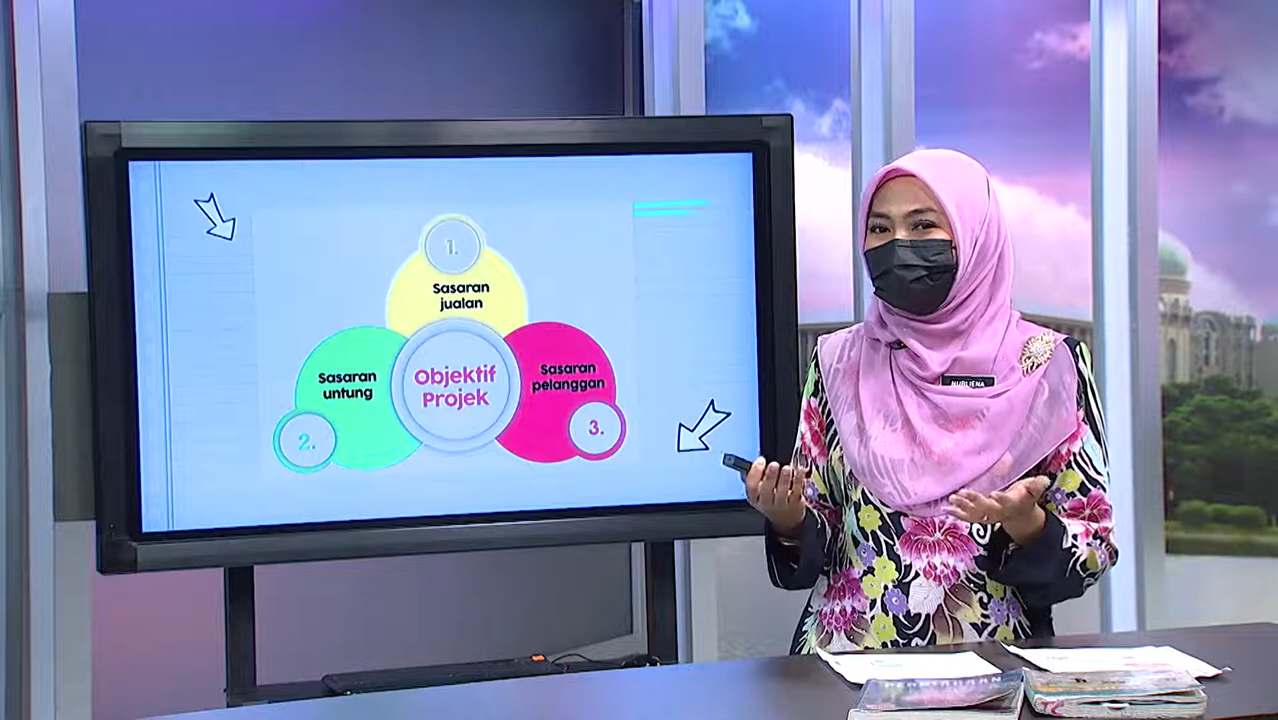 1.
Sasaran
jualan
Sasaran
untung
2.
Objektif
Projek
Sasaran
pelanggan
3.
NURLIENA